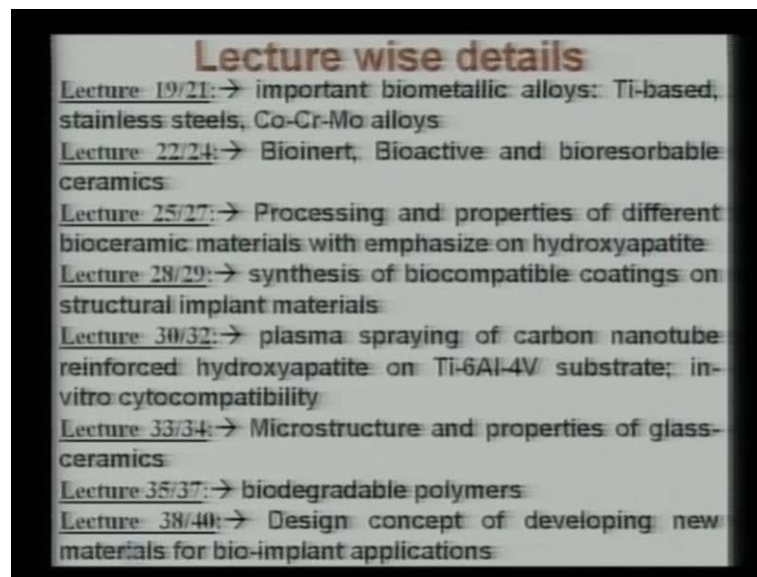 Lecture wise details
Lecture 19/21:→ important biometallic alloys: Ti-based,
stainless steels, Co-Cr-Mo alloys
Lecture 22/24:→ Bioinert, Bioactive and bioresorbable
ceramics
Lecture 25/27:→ Processing and properties of different
bioceramic materials with emphasize on hydroxyapatite
Lecture 28/29:→ synthesis of biocompatible coatings on
structural implant materials
Lecture 30/32:→ plasma spraying of carbon nanotube
reinforced hydroxyapatite on Ti-6Al-4V substrate; in-
vitro cytocompatibility
Lecture 33/34:→ Microstructure and properties of glass-
ceramics
Lecture 35/37:→ biodegradable polymers
Lecture 38/40:→ Design concept of developing new
materials for bio-implant applications